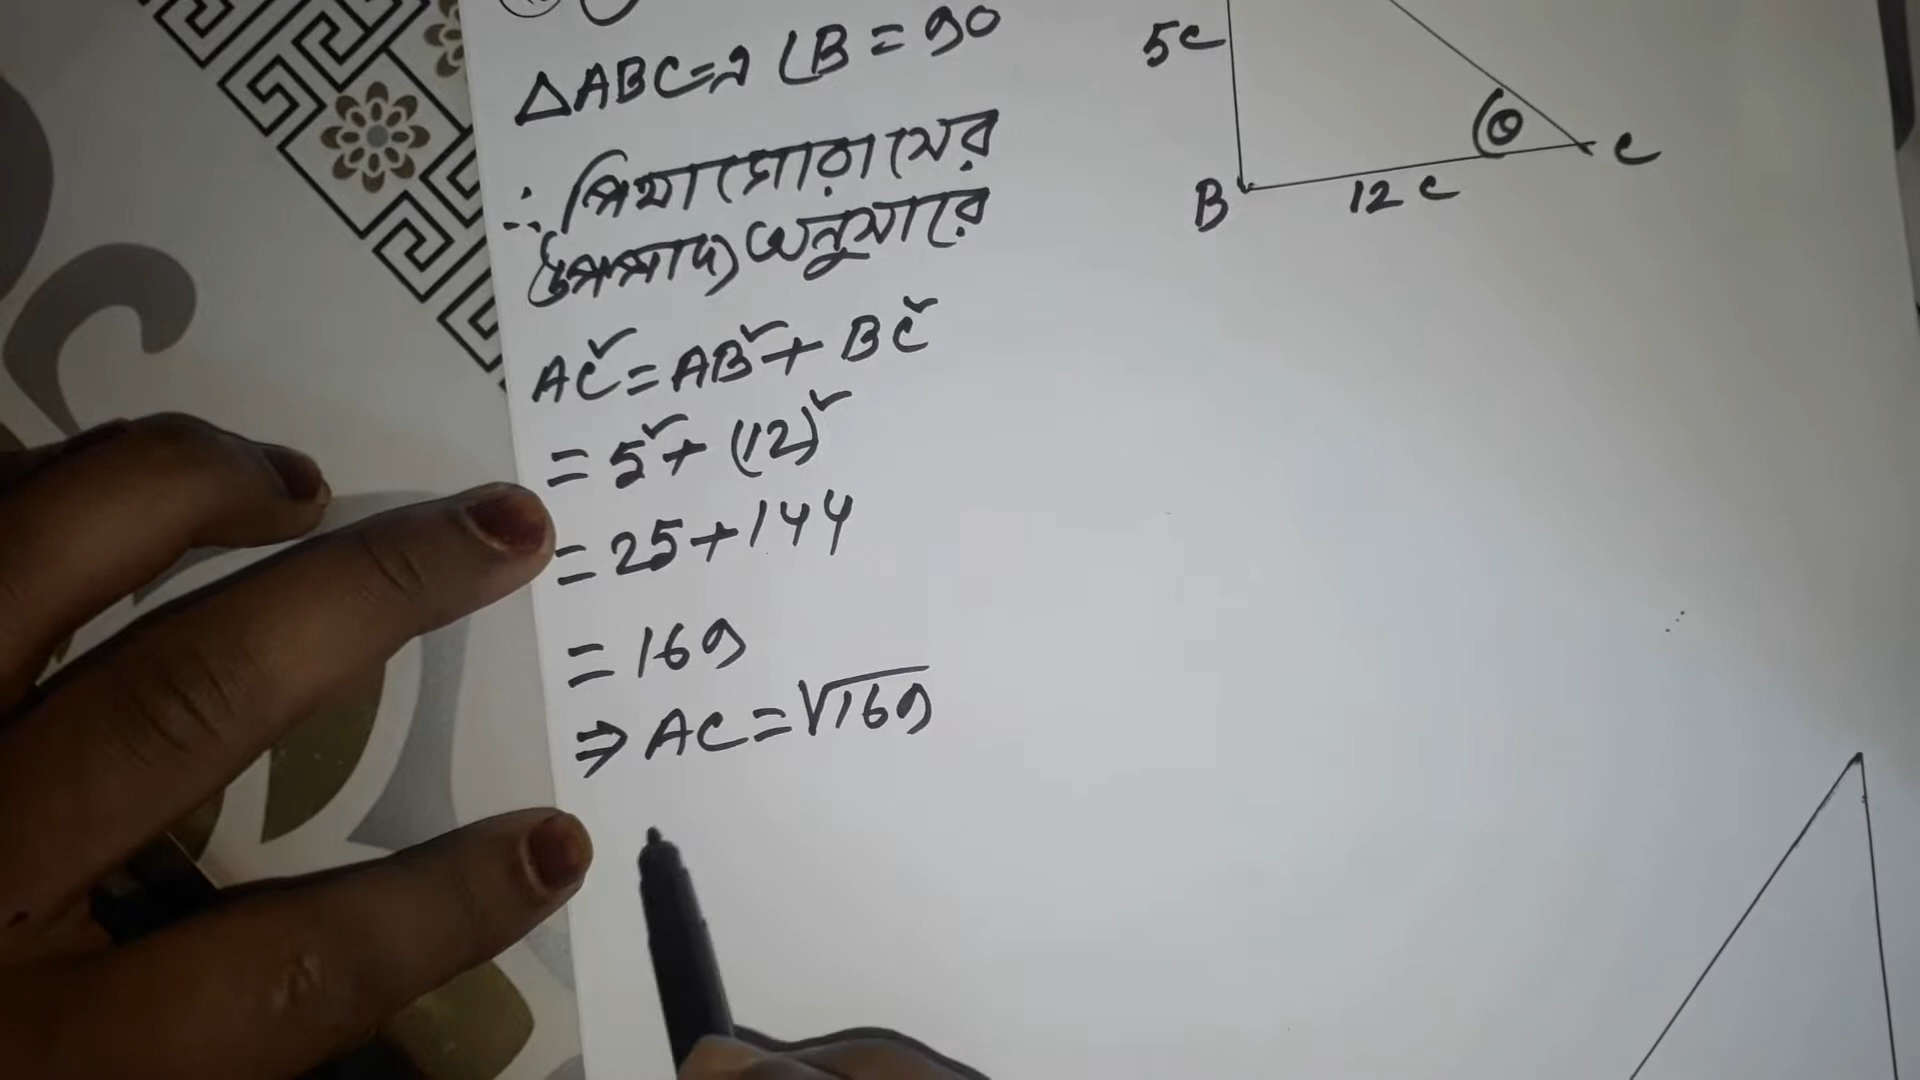 △ABC=এ ∠B = 90
∴ পিথাগোরাসের
উপপাদ্য অনুসারে
AC² = AB² + BC²
= 5² + (12)²
= 25 + 144
= 169
⇒ AC = √169
5c
B
12 c
θ
C